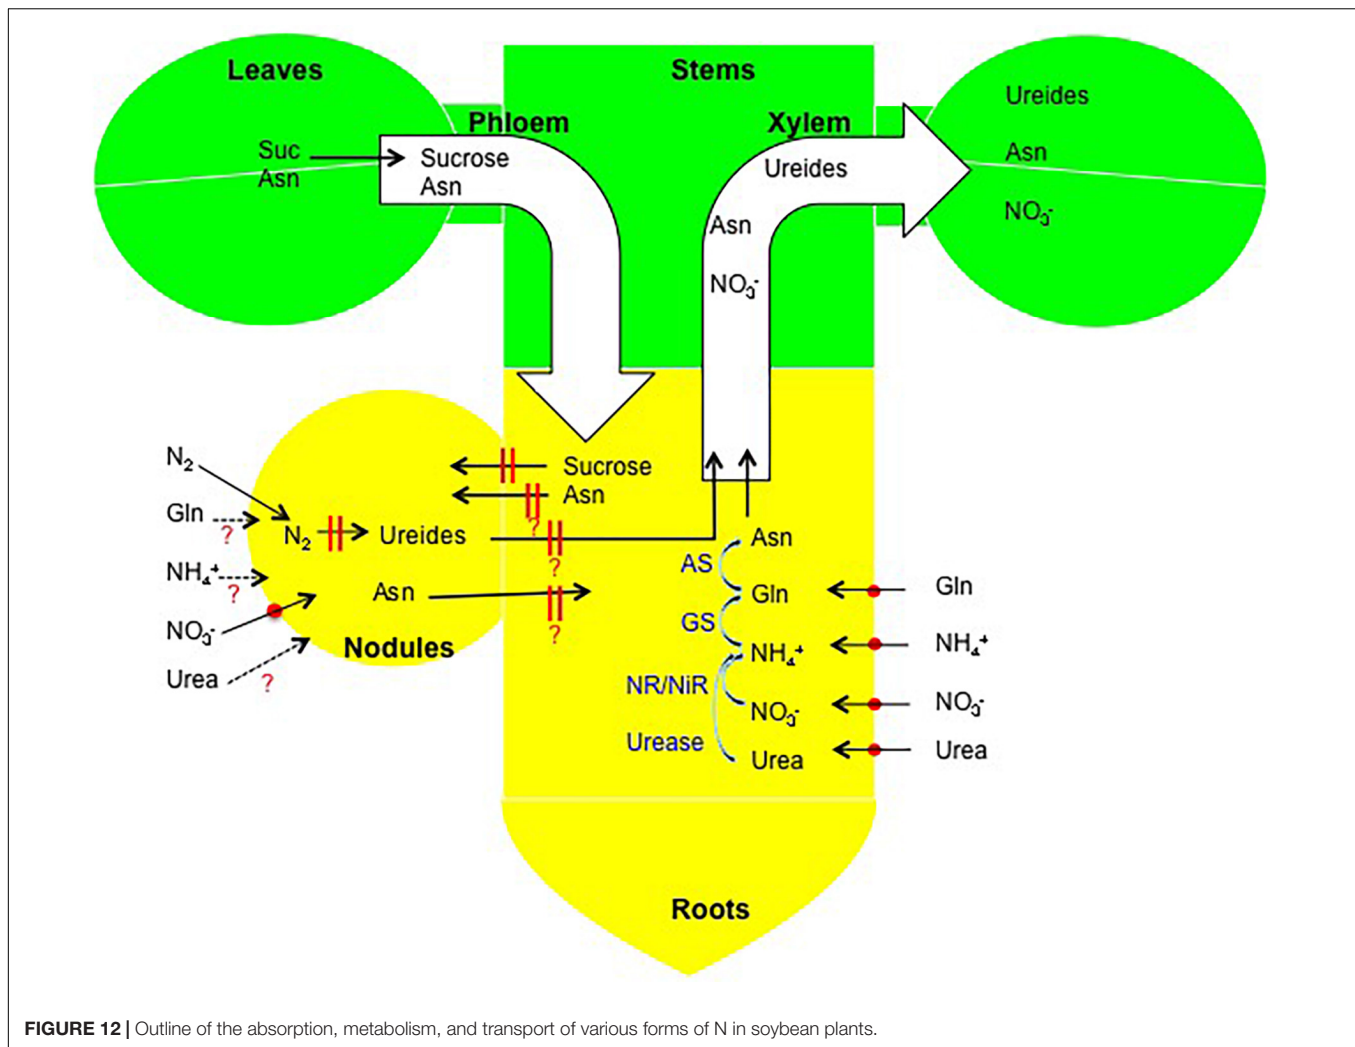 Leaves
Stems
Phloem
Xylem
Suc
Asn
Sucrose
Asn
Ureides
Asn
NO₃⁻
Ureides
Asn
NO₃⁻
N₂
Gln
?
NH₄⁺
?
NO₃⁻
Urea
?
N₂
Ureides
Asn
Nodules
Sucrose
Asn
?
?
?
Asn
AS
Gln
GS
NH₄⁺
NR/NiR
NO₃⁻
Urease
Urea
Gln
NH₄⁺
NO₃⁻
Urea
Roots
FIGURE 12 | Outline of the absorption, metabolism, and transport of various forms of N in soybean plants.